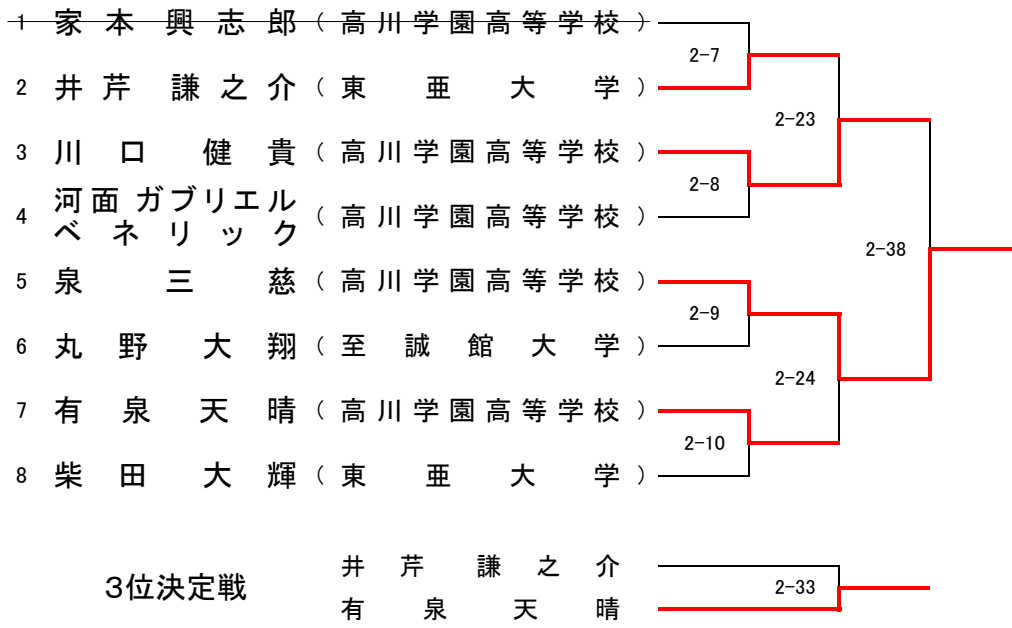 1 家本興志郎（高川学園高等学校）
2-7
2 井芹謙之介（東亜大学）
2-23
3 川口健貴（高川学園高等学校）
2-8
4 河面 ガブリエル
ベネリック（高川学園高等学校）
2-38
5 泉三慈（高川学園高等学校）
2-9
6 丸野大翔（至誠館大学）
2-24
7 有泉天晴（高川学園高等学校）
2-10
8 柴田大輝（東亜大学）
3位決定戦
井芹謙之介
2-33
有泉天晴